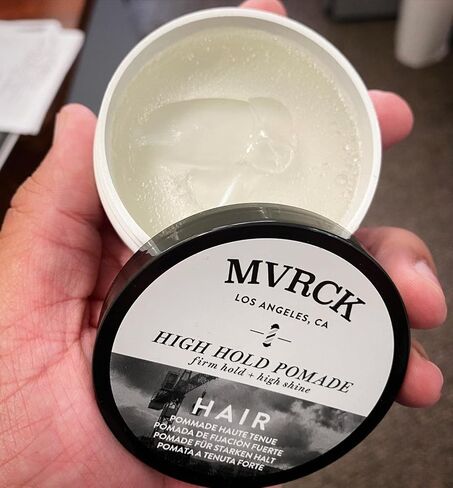 MVRCK
LOS ANGELES, CA
HIGH HOLD POMADE
firm hold + high shine
HAIR
POMMADE HAUTE TENUE
POMADA DE FIJACIÓN FUERTE
POMADE FÜR STARKEN HALT
POMATA A TENUTA FORTE